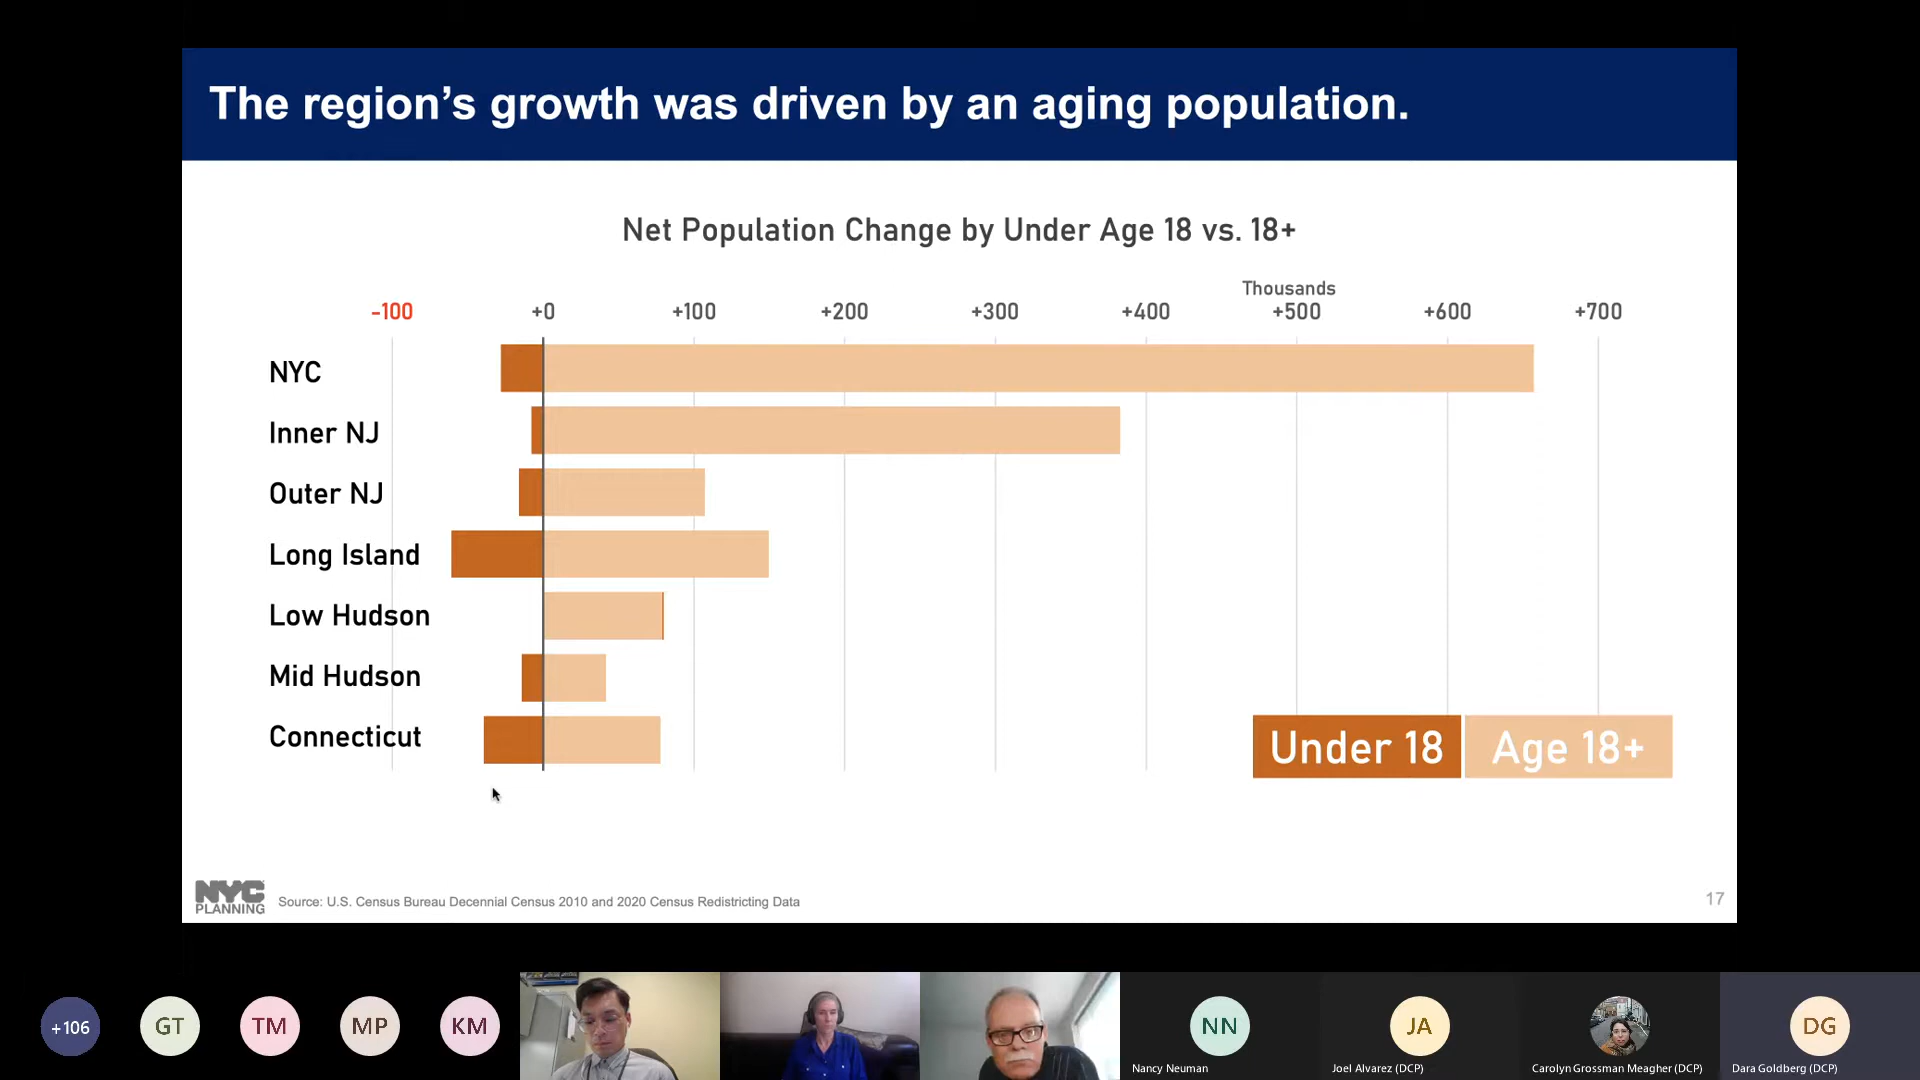 The region’s growth was driven by an aging population.
Net Population Change by Under Age 18 vs. 18+
Thousands
-100 +0 +100 +200 +300 +400 +500 +600 +700
NYC
Inner NJ
Outer NJ
Long Island
Low Hudson
Mid Hudson
Connecticut
Under 18 Age 18+
NYC
PLANNING
Source: U.S. Census Bureau Decennial Census 2010 and 2020 Census Redistricting Data
17
+106 GT TM MP KM NN JA DG
Nancy Neuman Joel Alvarez (DCP) Carolyn Grossman Meagher (DCP) Dara Goldberg (DCP)